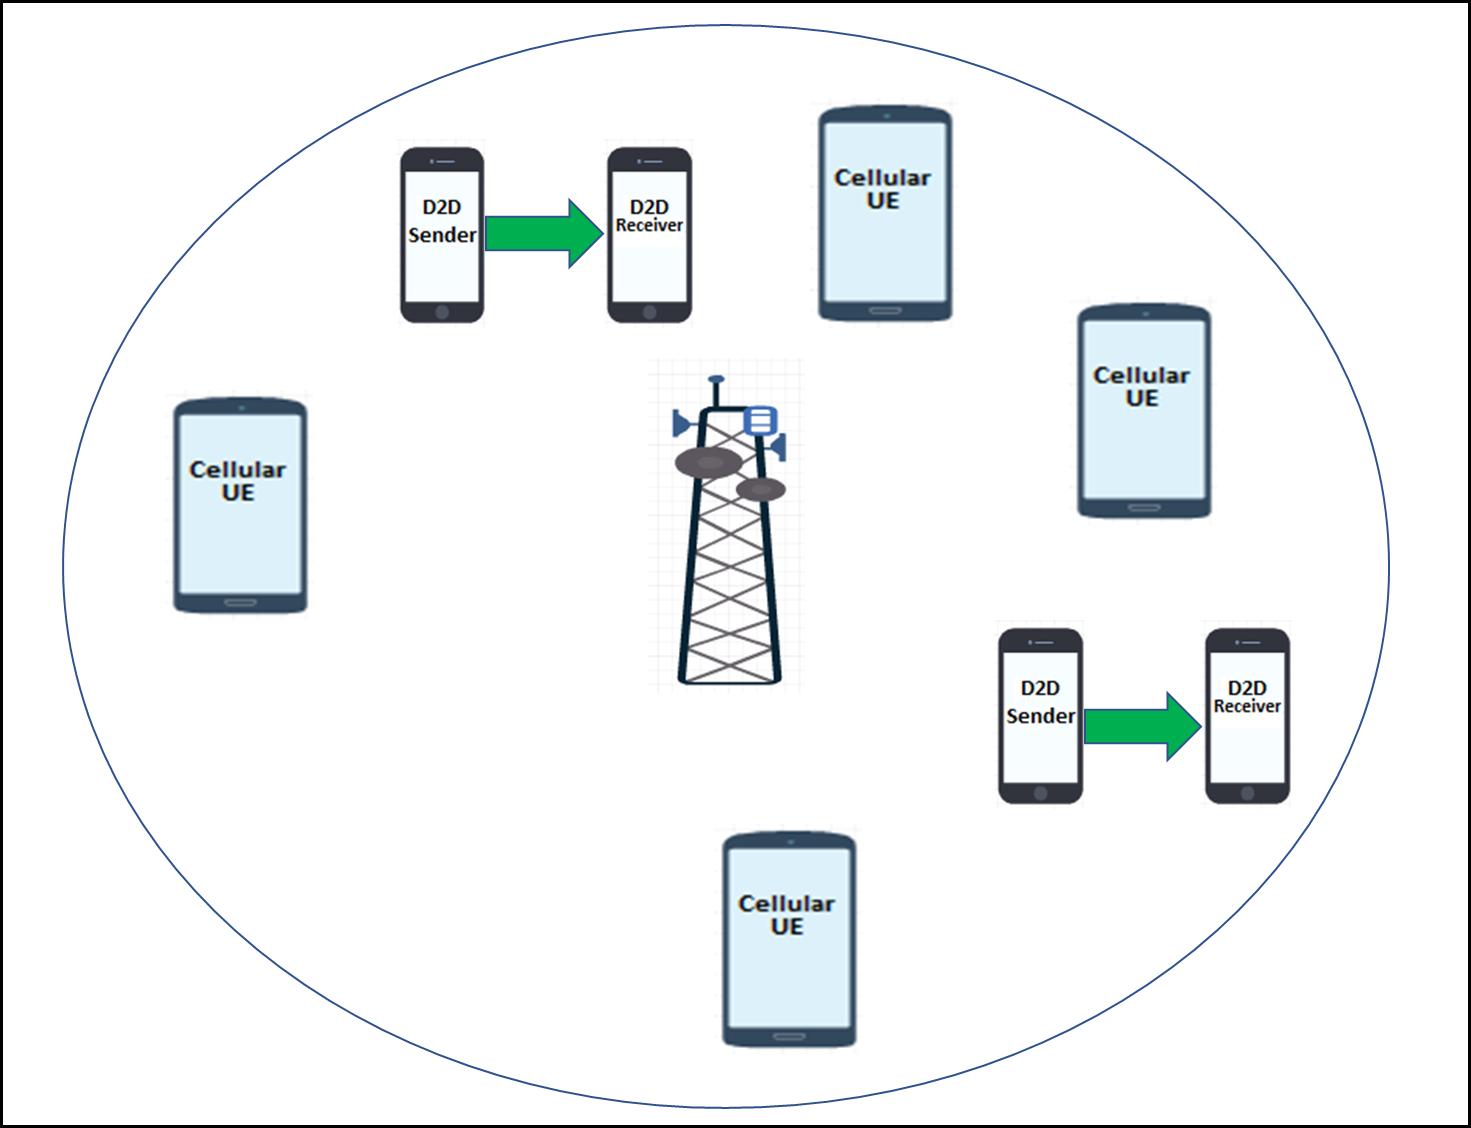 D2D
Sender
D2D
Receiver
Cellular
UE
Cellular
UE
Cellular
UE
D2D
Sender
D2D
Receiver
Cellular
UE